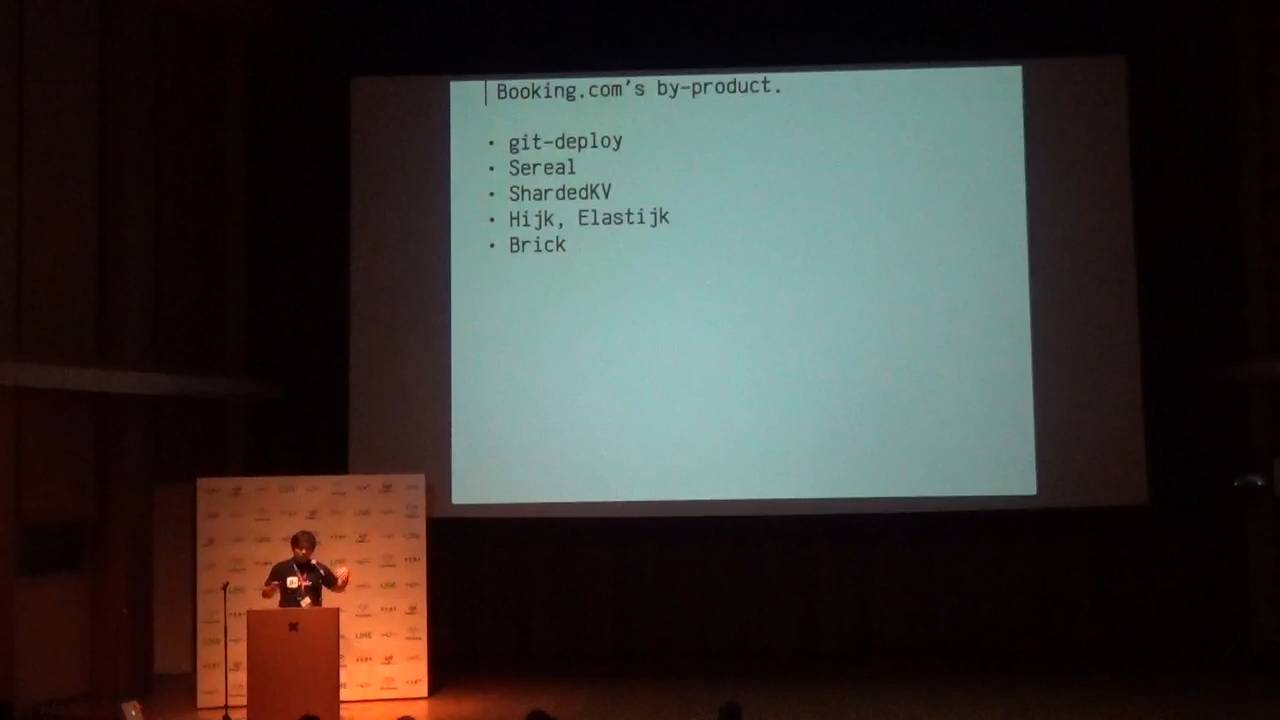 Booking.com's by-product.
• git-deploy
• Sereal
• ShardedKV
• Hijk, Elastijk
• Brick